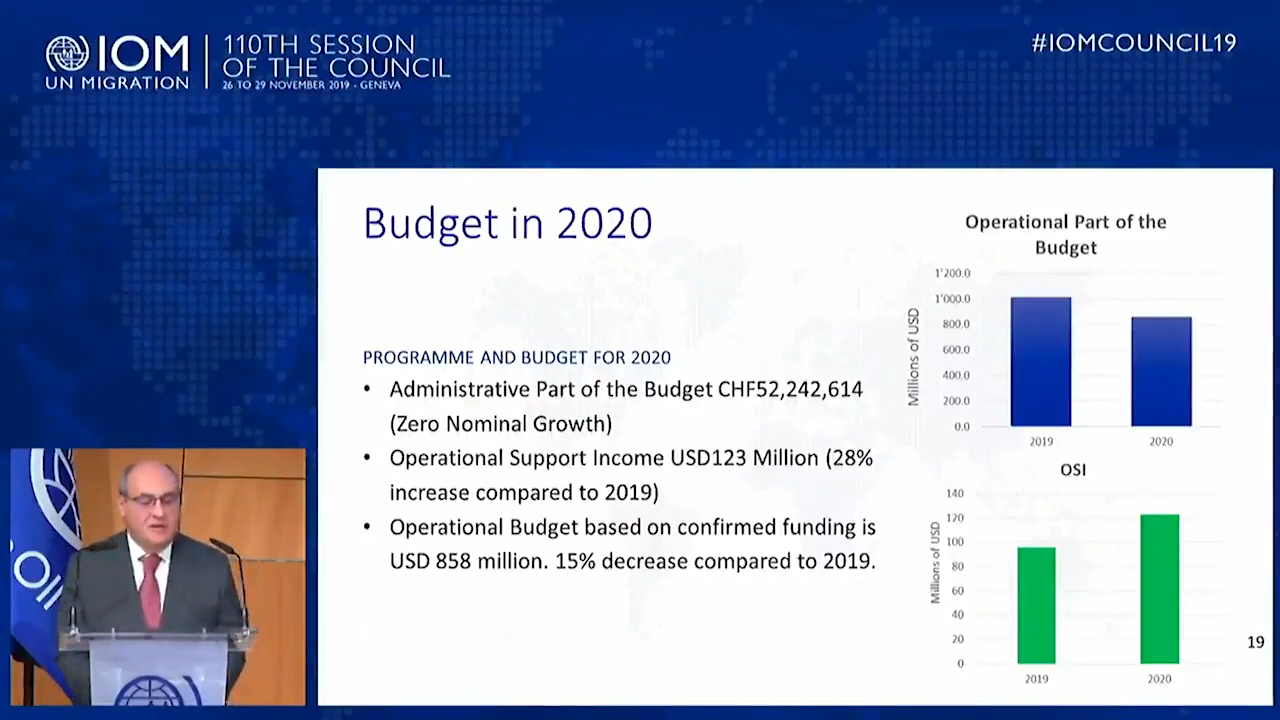 IOM
UN MIGRATION
110TH SESSION
OF THE COUNCIL
26 TO 29 NOVEMBER 2019 - GENEVA
#IOMCOUNCIL19
Budget in 2020
PROGRAMME AND BUDGET FOR 2020
• Administrative Part of the Budget CHF52,242,614
(Zero Nominal Growth)
• Operational Support Income USD123 Million (28%
increase compared to 2019)
• Operational Budget based on confirmed funding is
USD 858 million. 15% decrease compared to 2019.
Operational Part of the
Budget
Millions of USD
1'200.0
1'000.0
800.0
600.0
400.0
200.0
0.0
2019 2020
OSI
Millions of USD
140
120
100
80
60
40
20
0
2019 2020
19